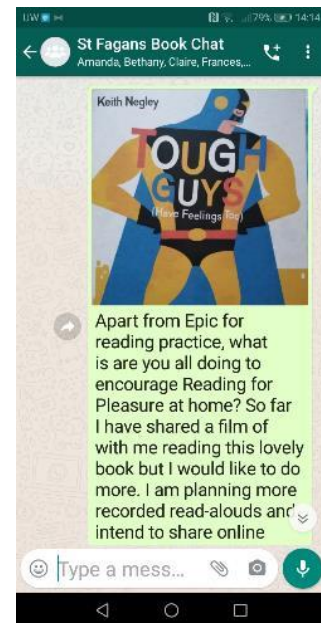 UW 79% 14:14
St Fagans Book Chat
Amanda, Bethany, Claire, Frances,...
Keith Negley
TOUGH
GUYS
(Have Feelings Too)
Apart from Epic for
reading practice, what
is are you all doing to
encourage Reading for
Pleasure at home? So far
I have shared a film of
with me reading this lovely
book but I would like to do
more. I am planning more
recorded read-alouds and
intend to share online
Type a mess...